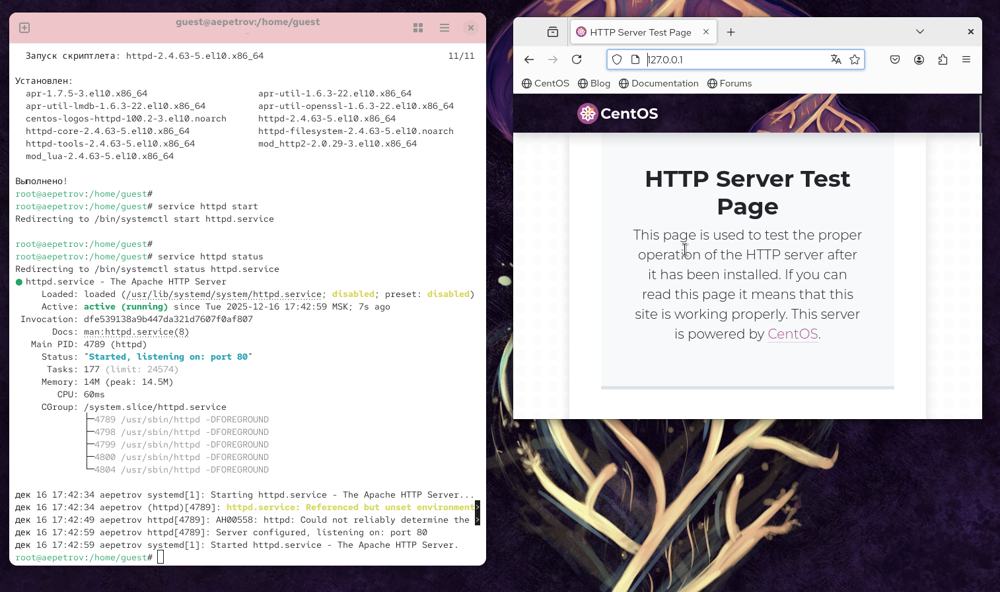 guest@aepetrov:/home/guest
~
Запуск скриптлета: httpd-2.4.63-5.el10.x86_64 11/11
Установлен:
apr-1.7.5-3.el10.x86_64 apr-util-1.6.3-22.el10.x86_64
apr-util-lmdb-1.6.3-22.el10.x86_64 apr-util-openssl-1.6.3-22.el10.x86_64
centos-logos-httpd-100.2-3.el10.noarch httpd-2.4.63-5.el10.x86_64
httpd-core-2.4.63-5.el10.x86_64 httpd-filesystem-2.4.63-5.el10.noarch
httpd-tools-2.4.63-5.el10.x86_64 mod_http2-2.0.29-3.el10.x86_64
mod_lua-2.4.63-5.el10.x86_64
Выполнено!
root@aepetrov:/home/guest#
root@aepetrov:/home/guest# service httpd start
Redirecting to /bin/systemctl start httpd.service
root@aepetrov:/home/guest#
root@aepetrov:/home/guest# service httpd status
Redirecting to /bin/systemctl status httpd.service
● httpd.service - The Apache HTTP Server
Loaded: loaded (/usr/lib/systemd/system/httpd.service; disabled; preset: disabled)
Active: active (running) since Tue 2025-12-16 17:42:59 MSK; 7s ago
Invocation: dfe539138a9b447da321d7607f0af807
Docs: man:httpd.service(8)
Main PID: 4789 (httpd)
Status: "Started, listening on: port 80"
Tasks: 177 (limit: 24574)
Memory: 14M (peak: 14.5M)
CPU: 60ms
CGroup: /system.slice/httpd.service
├─4789 /usr/sbin/httpd -DFOREGROUND
├─4798 /usr/sbin/httpd -DFOREGROUND
├─4799 /usr/sbin/httpd -DFOREGROUND
├─4800 /usr/sbin/httpd -DFOREGROUND
└─4804 /usr/sbin/httpd -DFOREGROUND
дек 16 17:42:34 aepetrov systemd[1]: Starting httpd.service - The Apache HTTP Server...
дек 16 17:42:34 aepetrov (httpd)[4789]: httpd.service: Referenced but unset environment>
дек 16 17:42:49 aepetrov httpd[4789]: AH00558: httpd: Could not reliably determine the >
дек 16 17:42:59 aepetrov httpd[4789]: Server configured, listening on: port 80
дек 16 17:42:59 aepetrov systemd[1]: Started httpd.service - The Apache HTTP Server.
root@aepetrov:/home/guest#
HTTP Server Test Page
127.0.0.1
CentOS Blog Documentation Forums
CentOS
HTTP Server Test
Page
This page is used to test the proper
operation of the HTTP server after
it has been installed. If you can
read this page it means that this
site is working properly. This server
is powered by CentOS.